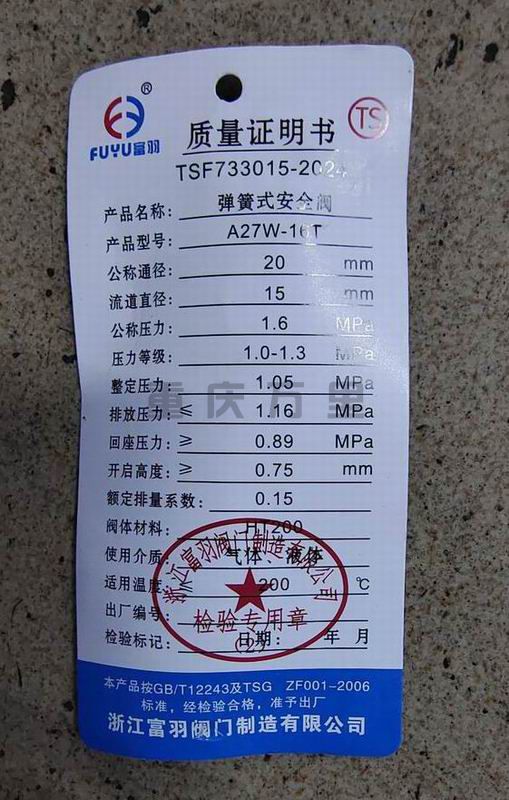 ®
FUYU富羽
TS
质量证明书
TSF733015-2024
产品名称: 弹簧式安全阀
产品型号: A27W-16T
公称通径: 20 mm
流道直径: 15 mm
公称压力: 1.6 MPa
压力等级: 1.0-1.3 MPa
整定压力: 1.05 MPa
重庆万里
排放压力: ≤ 1.16 MPa
回座压力: ≥ 0.89 MPa
开启高度: ≥ 0.75 mm
额定排量系数: 0.15
阀体材料: HT200
使用介质: 气体、液体
适用温度: 200 ℃
出厂编号:
检验标记: 日期: 年 月
浙江富羽阀门制造有限公司
检验专用章
(2)
本产品按GB/T12243及TSG ZF001-2006
标准,经检验合格,准予出厂
浙江富羽阀门制造有限公司